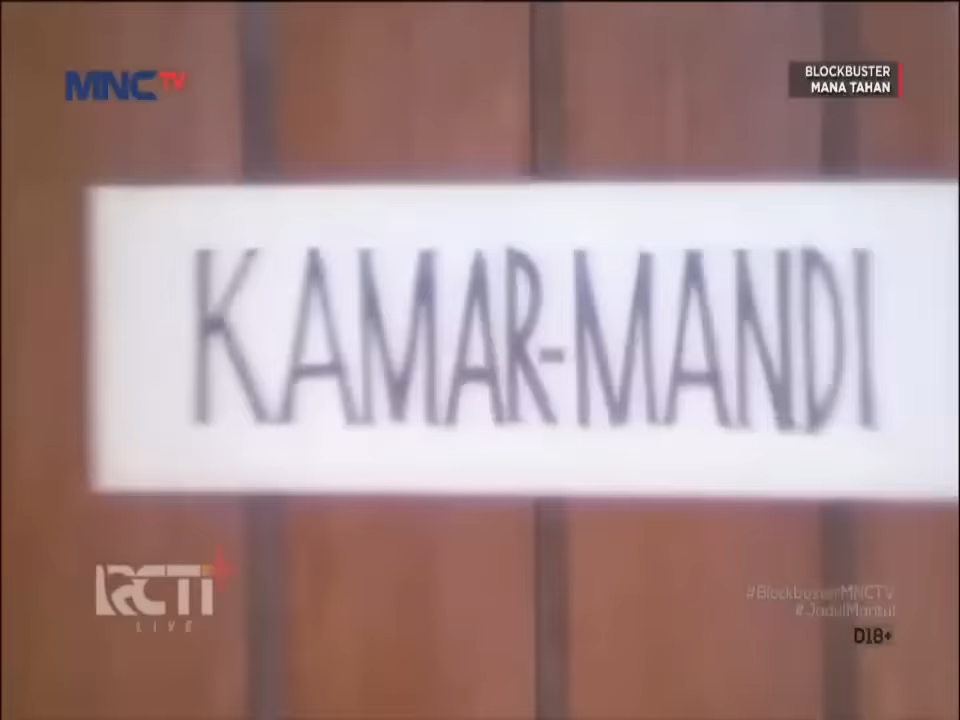 MNCTV
BLOCKBUSTER
MANA TAHAN
KAMAR-MANDI
RCTI+
LIVE
#BlockbusterMNCTV
#JadulMantul
D18+